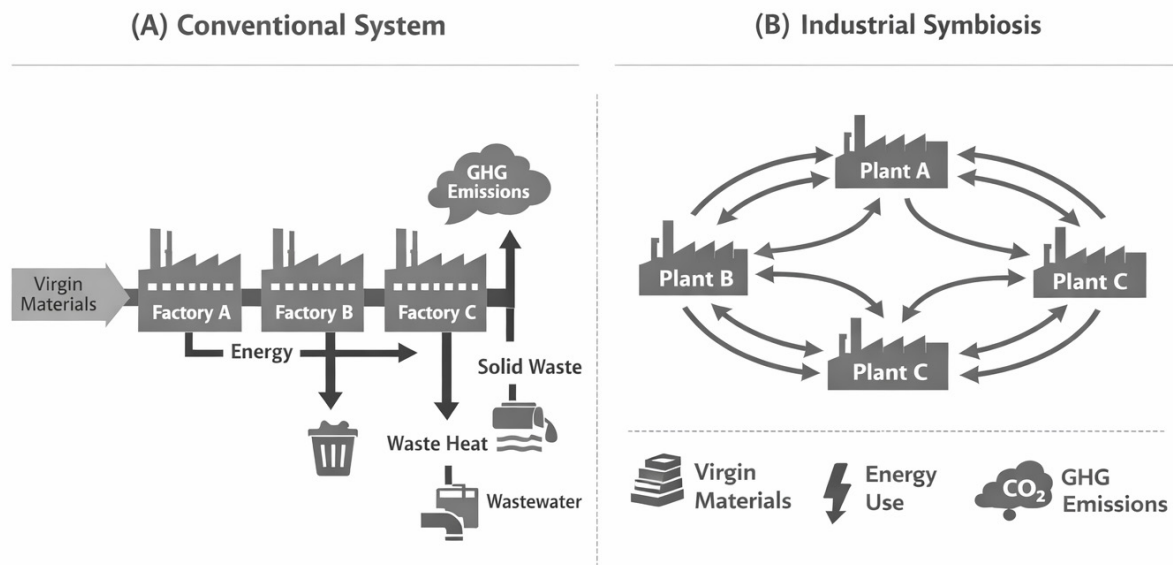 (A) Conventional System
GHG
Emissions
Virgin
Materials
Factory A
Factory B
Factory C
Energy
Solid Waste
Waste Heat
Wastewater
(B) Industrial Symbiosis
Plant A
Plant B
Plant C
Plant C
Virgin
Materials
Energy
Use
CO₂
GHG
Emissions